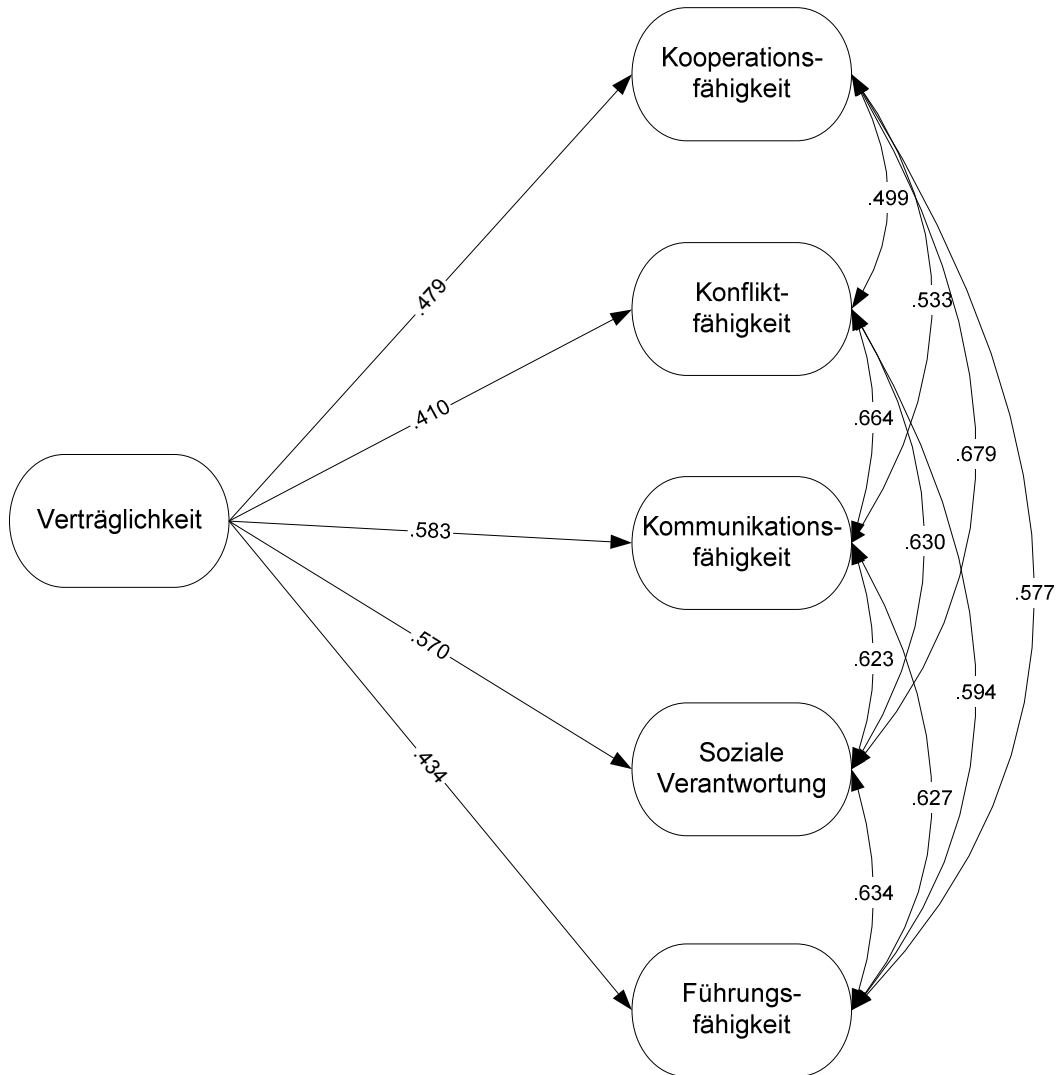 Kooperations-
fähigkeit
.499
.479
Konflikt-
fähigkeit
.533
.410
.664
.679
Verträglichkeit
.583
Kommunikations-
fähigkeit
.630
.577
.570
.623
.594
.434
Soziale
Verantwortung
.627
.634
Führungs-
fähigkeit